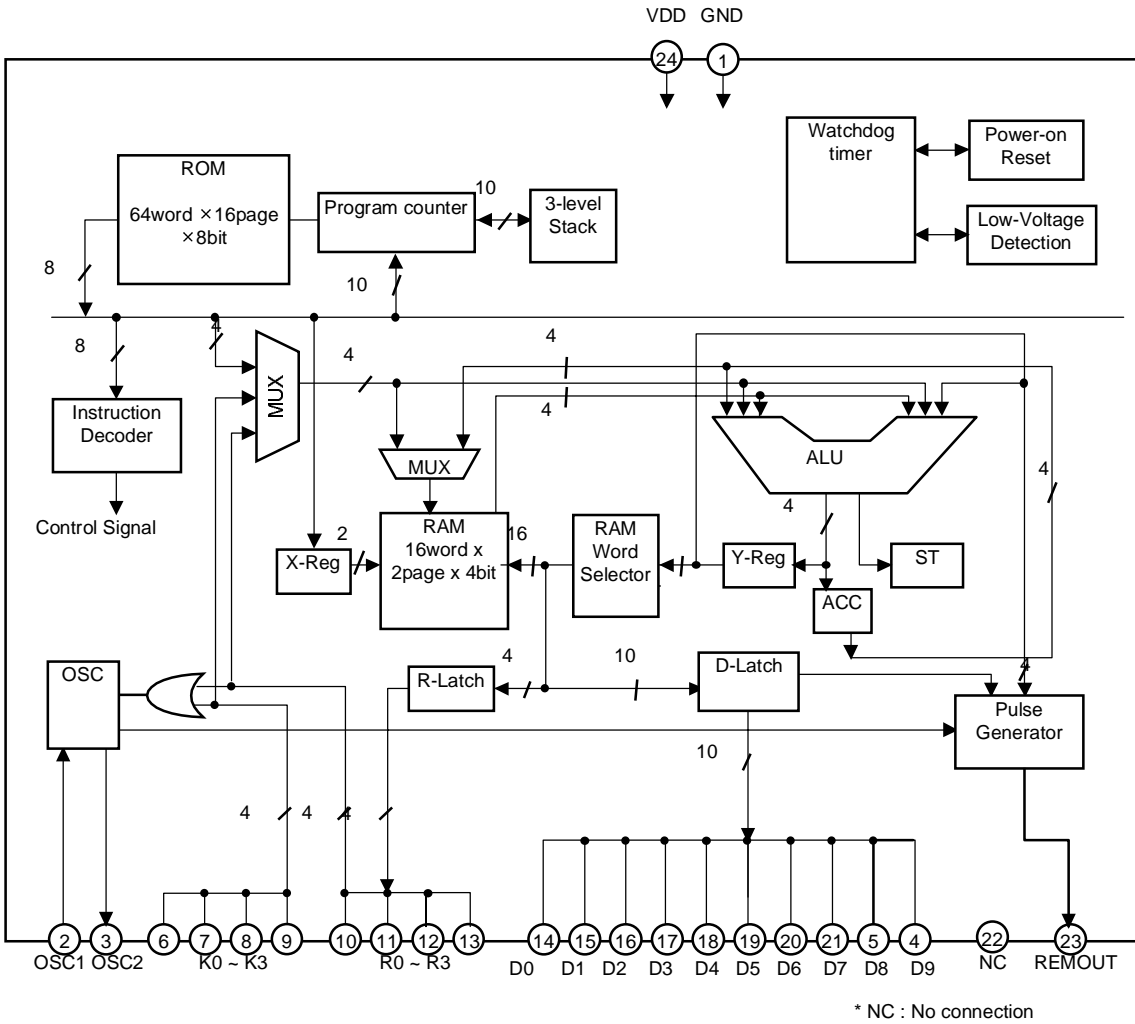 VDD GND
24 1
Watchdog
timer
Power-on
Reset
Low-Voltage
Detection
ROM
64word ×16page
×8bit
Program counter
10
3-level
Stack
8
10
8
4
MUX
4
4
4
Instruction
Decoder
Control Signal
MUX
ALU
4
4
RAM
16word x
2page x 4bit
16
2
X-Reg
RAM
Word
Selector
Y-Reg
ST
ACC
OSC
4
R-Latch
10
D-Latch
4
Pulse
Generator
10
4 4 4
2 3 6 7 8 9 10 11 12 13 14 15 16 17 18 19 20 21 5 4 22 23
OSC1 OSC2 K0 ~ K3 R0 ~ R3 D0 D1 D2 D3 D4 D5 D6 D7 D8 D9 NC REMOUT
* NC : No connection